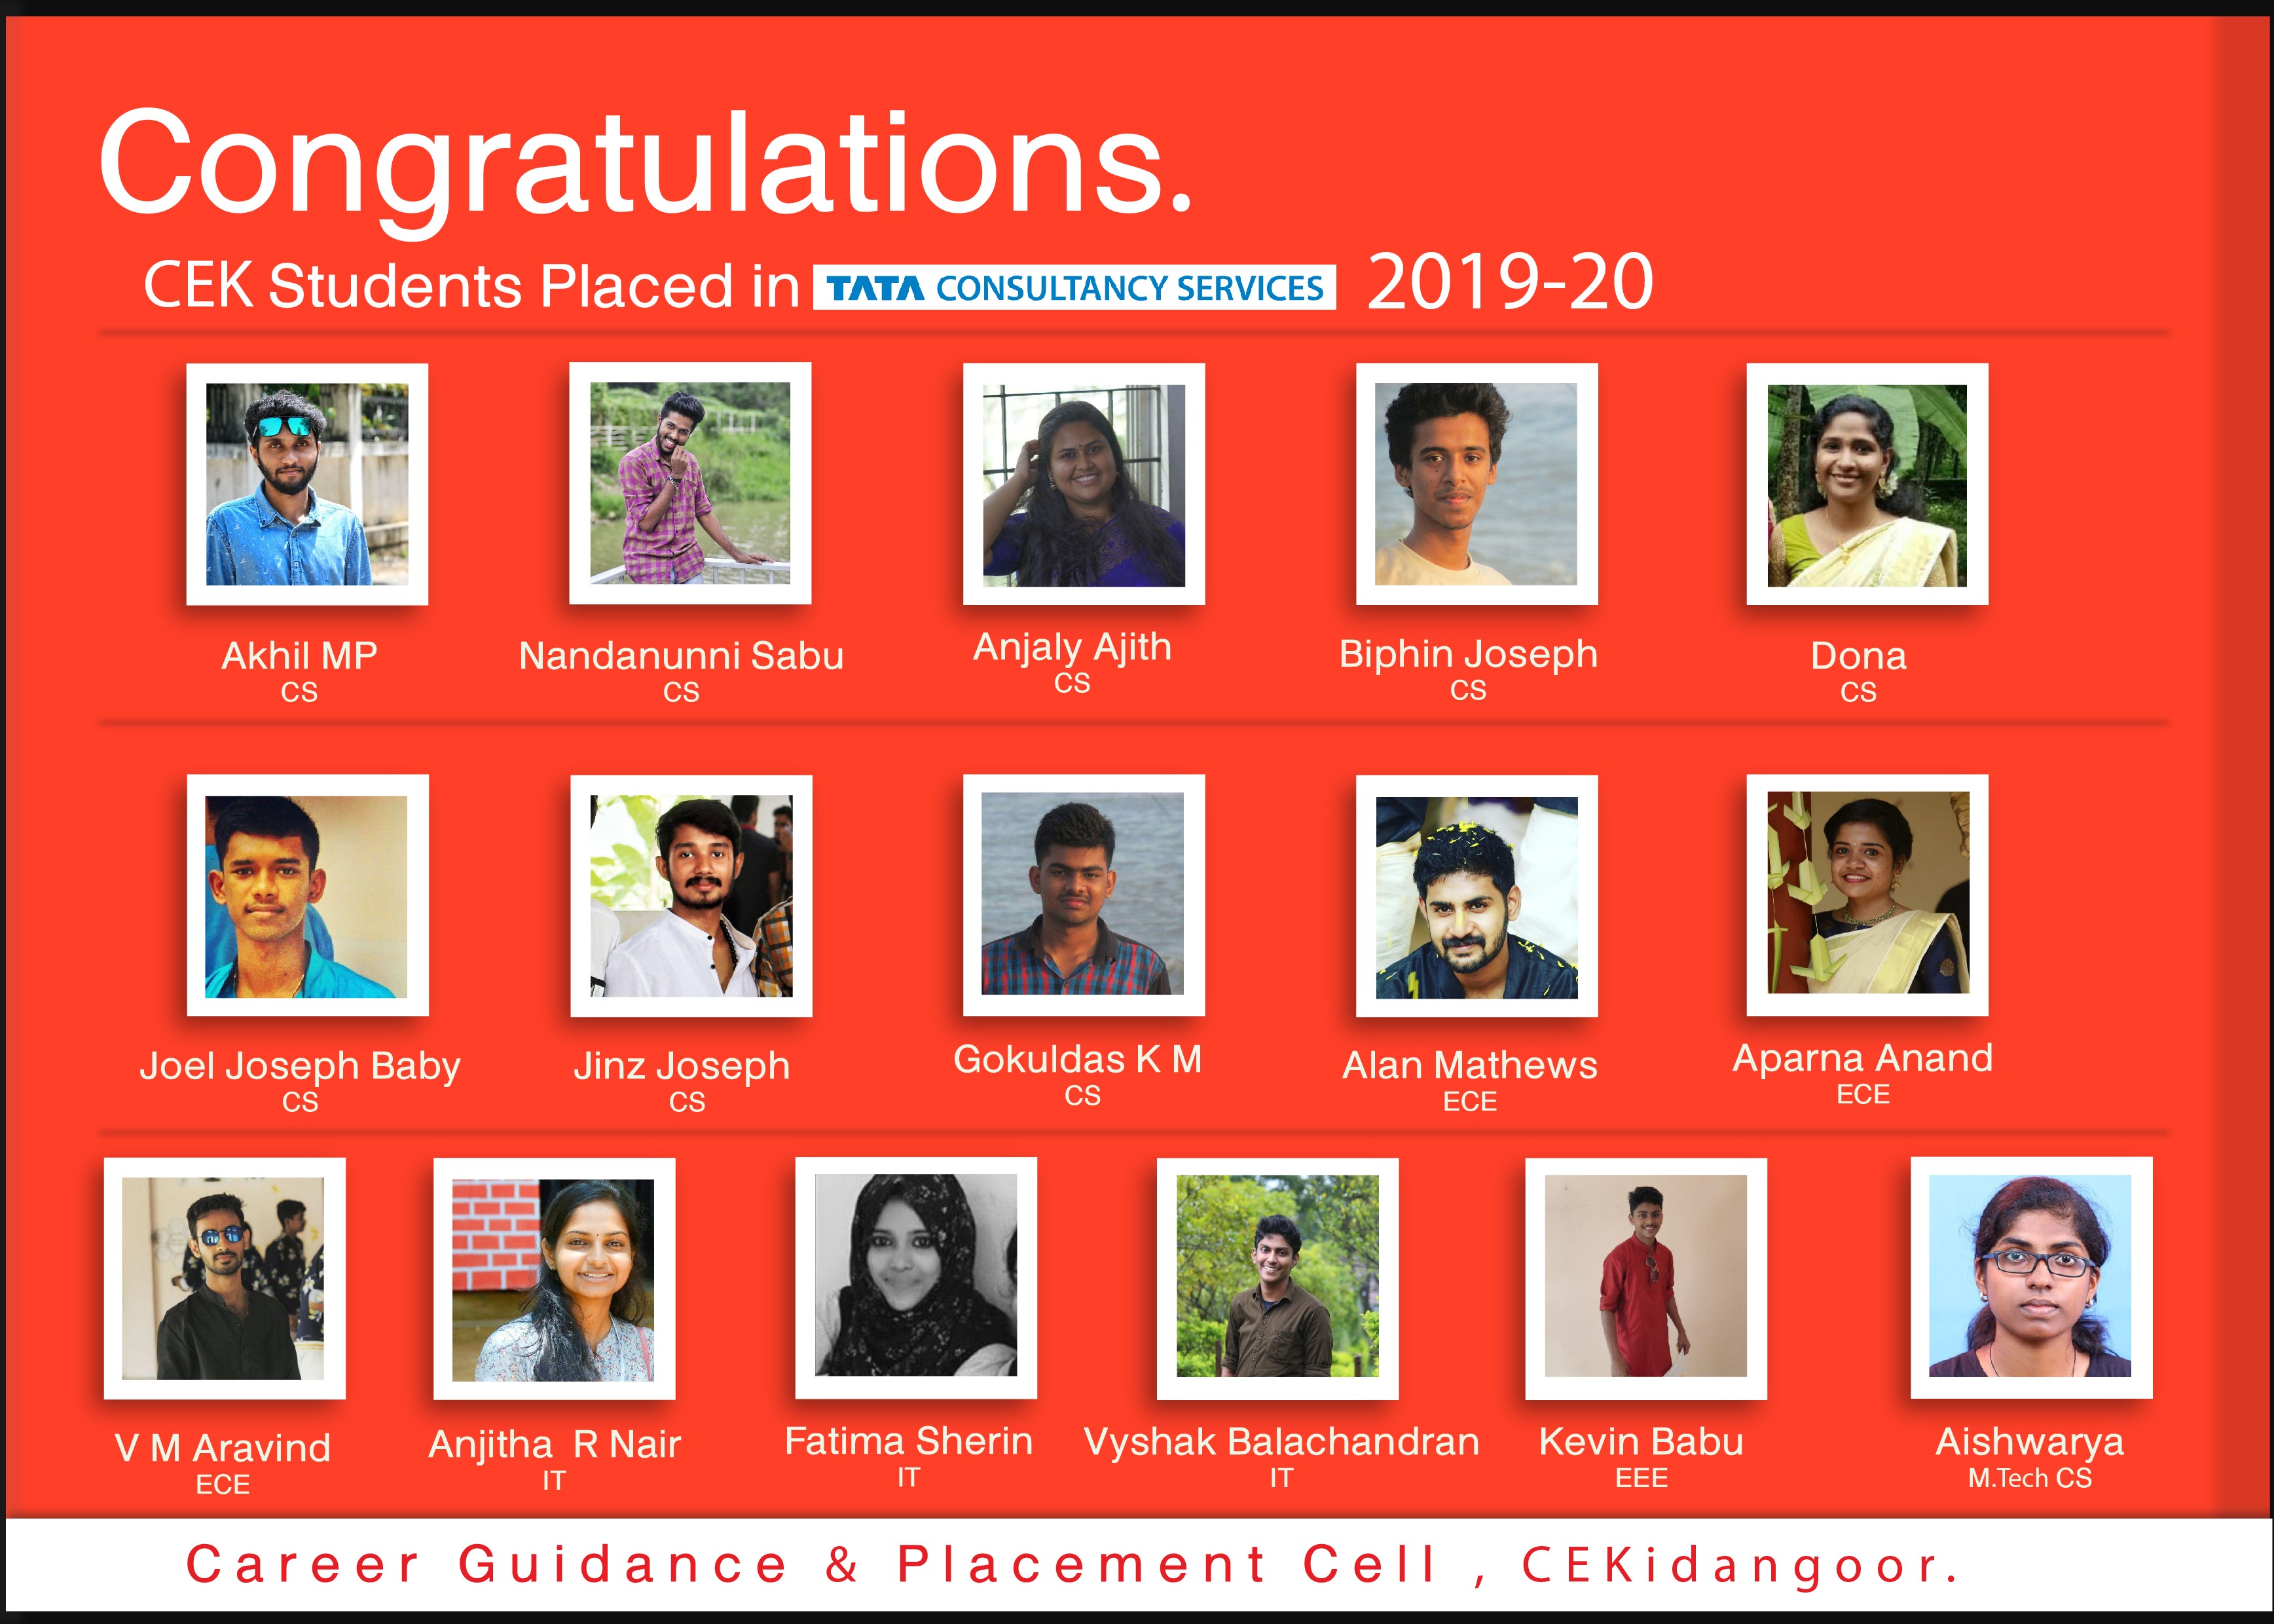 Congratulations.
CEK Students Placed in TATA CONSULTANCY SERVICES 2019-20
Akhil MP
CS
Nandanunni Sabu
CS
Anjaly Ajith
CS
Biphin Joseph
CS
Dona
CS
Joel Joseph Baby
CS
Jinz Joseph
CS
Gokuldas K M
CS
Alan Mathews
ECE
Aparna Anand
ECE
V M Aravind
ECE
Anjitha R Nair
IT
Fatima Sherin
IT
Vyshak Balachandran
IT
Kevin Babu
EEE
Aishwarya
M.Tech CS
Career Guidance & Placement Cell , CEKidangoor.